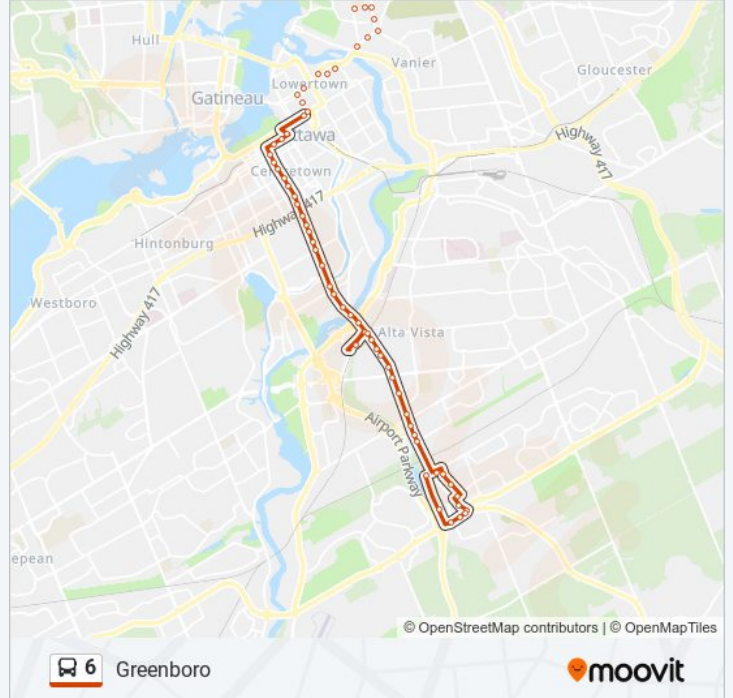 Hull
Vanier
Lowertown
Gloucester
Gatineau
ttawa
Highway 417
Centretown
Highway 417
Hintonburg
Westboro
Highway 417
Alta Vista
Airport Parkway
epean
© OpenStreetMap contributors | © OpenMapTiles
6 Greenboro
moovit